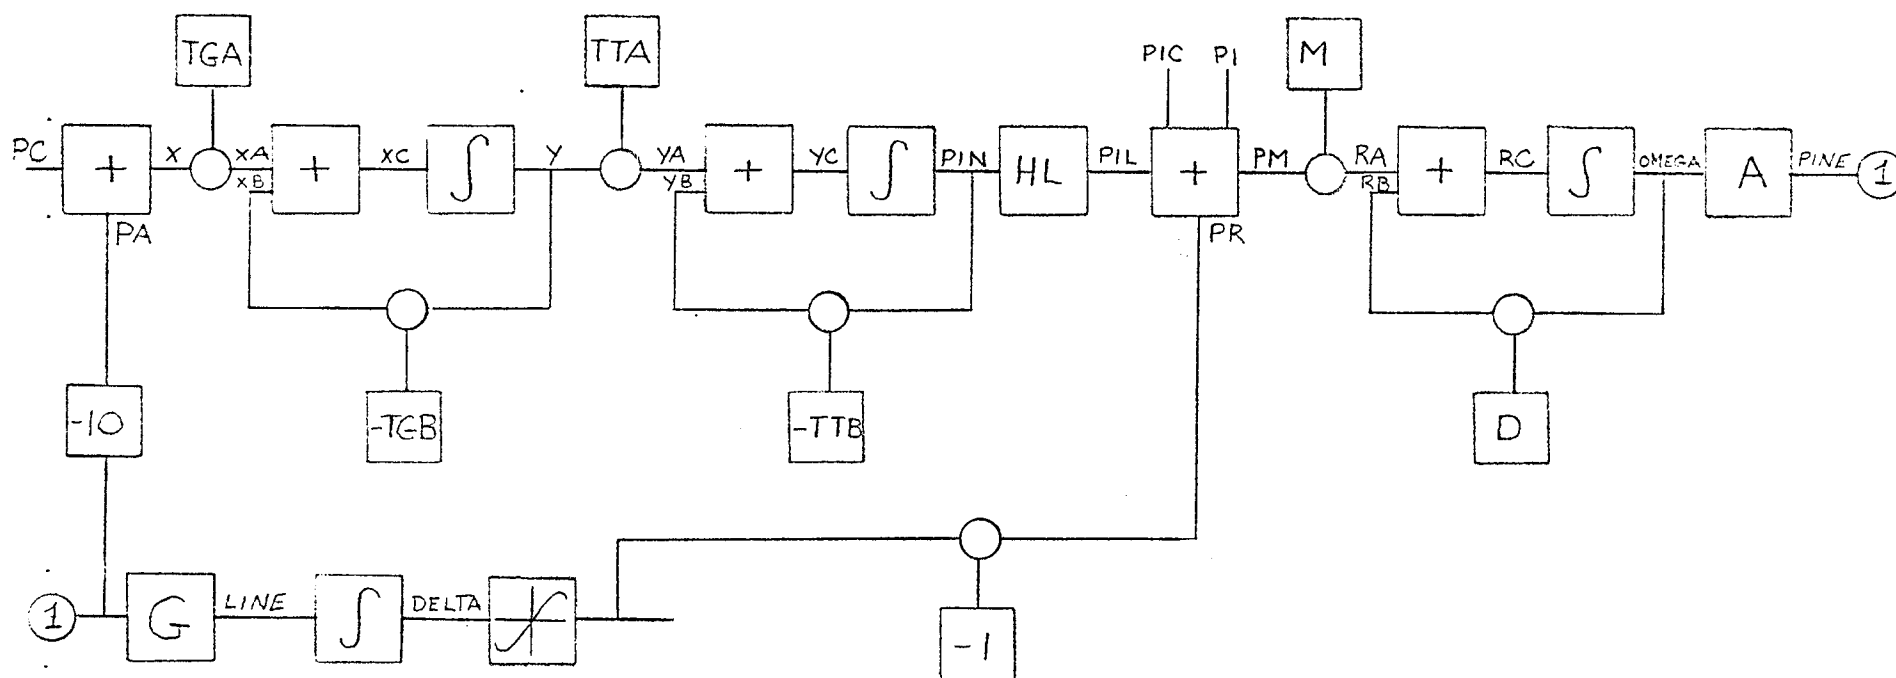 TGA
TTA
M
PIC PI
PC + X XA + XC ∫ Y YA + YC ∫ PIN HL PIL + PM RA + RC ∫ OMEGA A PINE 1
XB YB RB
PA PR
-10 -TGB -TTB D
1 G LINE ∫ DELTA
-1